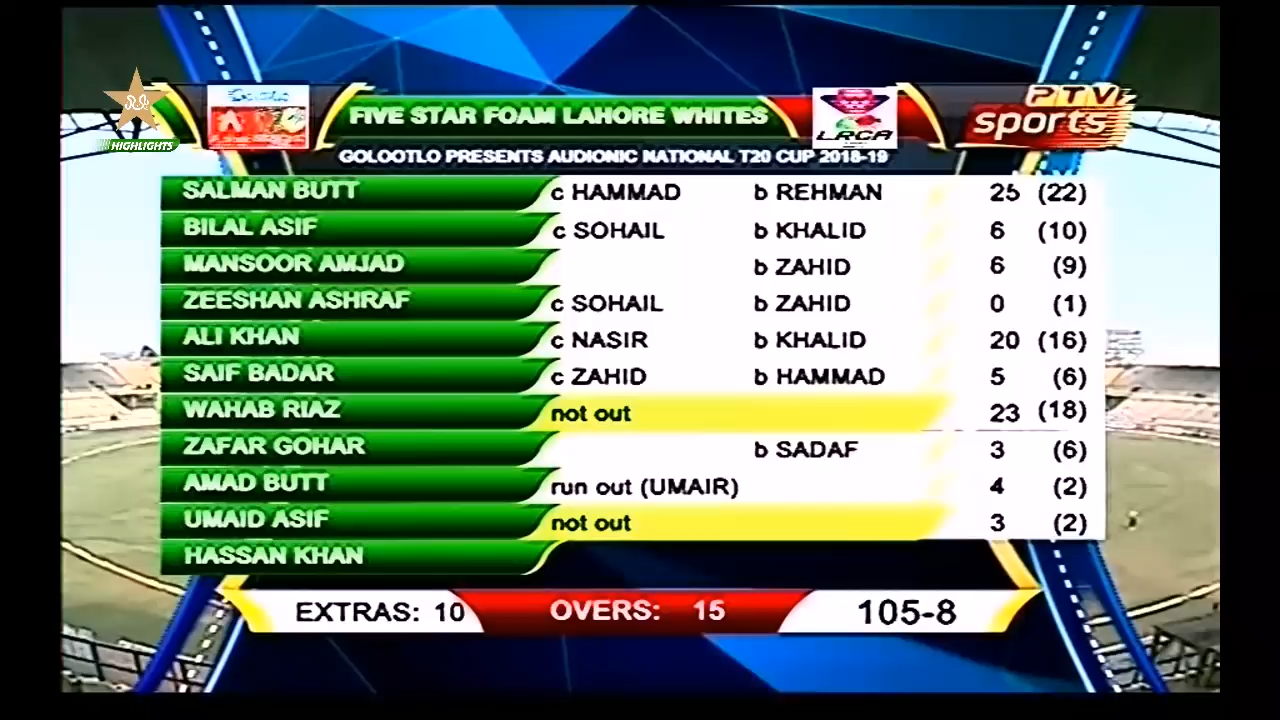 FIVE STAR FOAM LAHORE WHITES
PTV
sports
HIGHLIGHTS
LRCA
GOLOOTLO PRESENTS AUDIONIC NATIONAL T20 CUP 2018-19
SALMAN BUTT c HAMMAD b REHMAN 25 (22)
BILAL ASIF c SOHAIL b KHALID 6 (10)
MANSOOR AMJAD b ZAHID 6 (9)
ZEESHAN ASHRAF c SOHAIL b ZAHID 0 (1)
ALI KHAN c NASIR b KHALID 20 (16)
SAIF BADAR c ZAHID b HAMMAD 5 (6)
WAHAB RIAZ not out 23 (18)
ZAFAR GOHAR b SADAF 3 (6)
AMAD BUTT run out (UMAIR) 4 (2)
UMAID ASIF not out 3 (2)
HASSAN KHAN
EXTRAS: 10 OVERS: 15 105-8